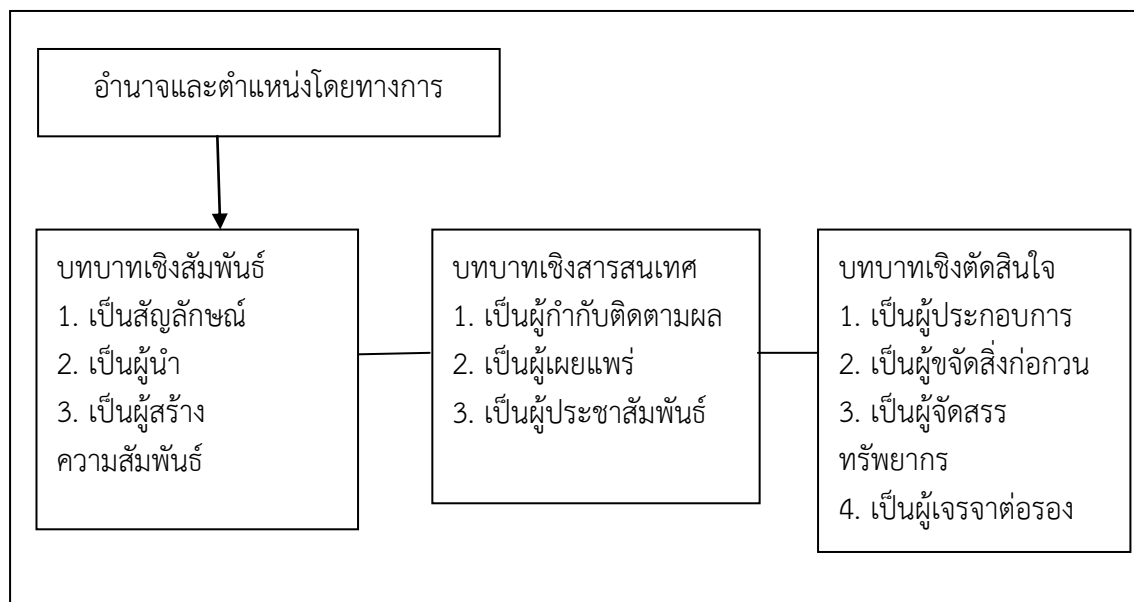 อำนาจและตำแหน่งโดยทางการ
บทบาทเชิงสัมพันธ์
1. เป็นสัญลักษณ์
2. เป็นผู้นำ
3. เป็นผู้สร้าง
ความสัมพันธ์
บทบาทเชิงสารสนเทศ
1. เป็นผู้กำกับติดตามผล
2. เป็นผู้เผยแพร่
3. เป็นผู้ประชาสัมพันธ์
บทบาทเชิงตัดสินใจ
1. เป็นผู้ประกอบการ
2. เป็นผู้ขจัดสิ่งก่อกวน
3. เป็นผู้จัดสรร
ทรัพยากร
4. เป็นผู้เจรจาต่อรอง